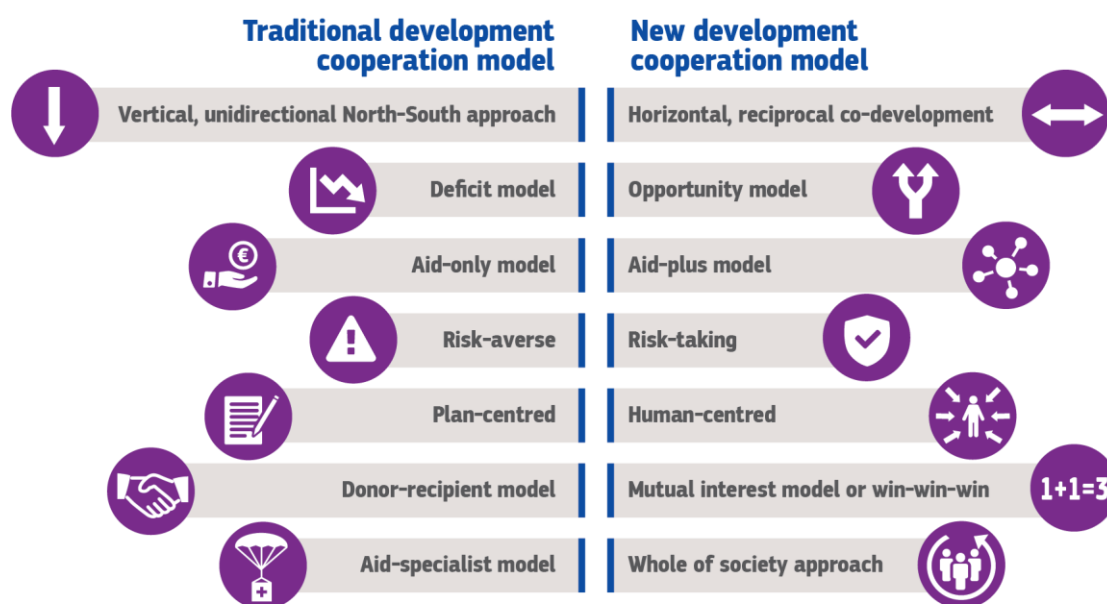 Traditional development
cooperation model
New development
cooperation model
Vertical, unidirectional North-South approach
Horizontal, reciprocal co-development
Deficit model
Opportunity model
€
Aid-only model
Aid-plus model
!
Risk-averse
Risk-taking
Plan-centred
Human-centred
Donor-recipient model
Mutual interest model or win-win-win
1+1=3
Aid-specialist model
Whole of society approach